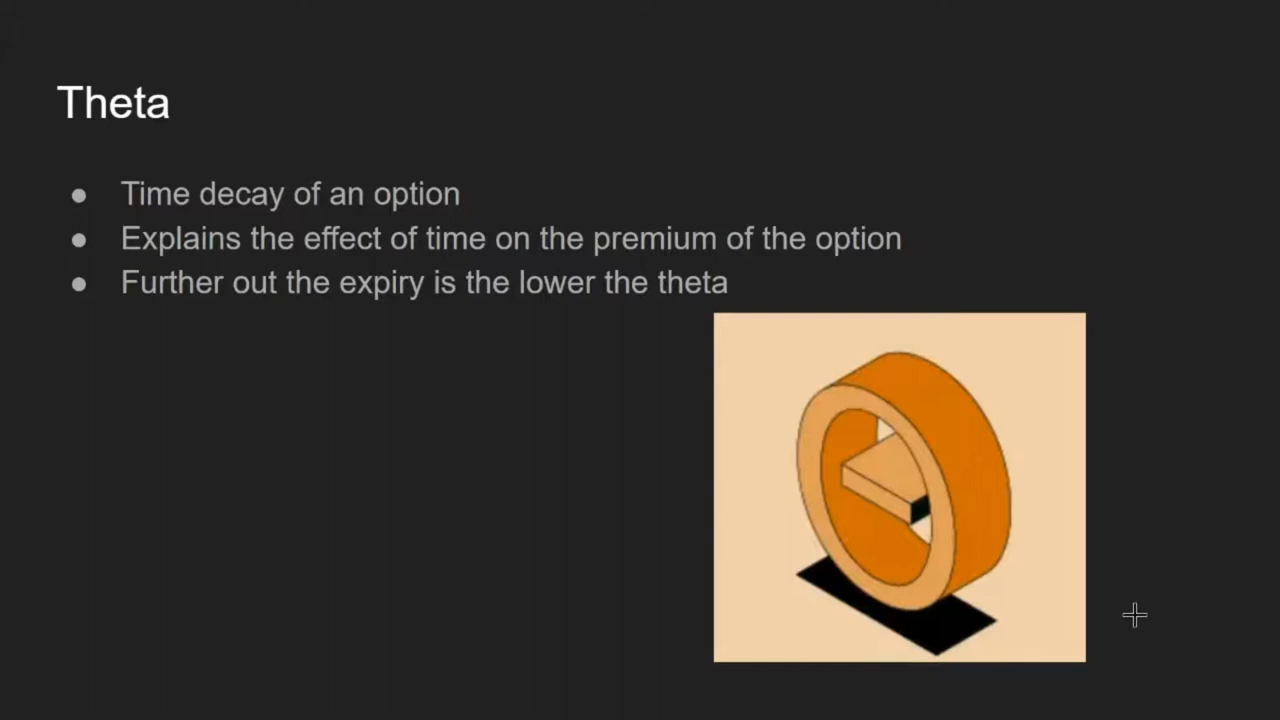 Theta
● Time decay of an option
● Explains the effect of time on the premium of the option
● Further out the expiry is the lower the theta